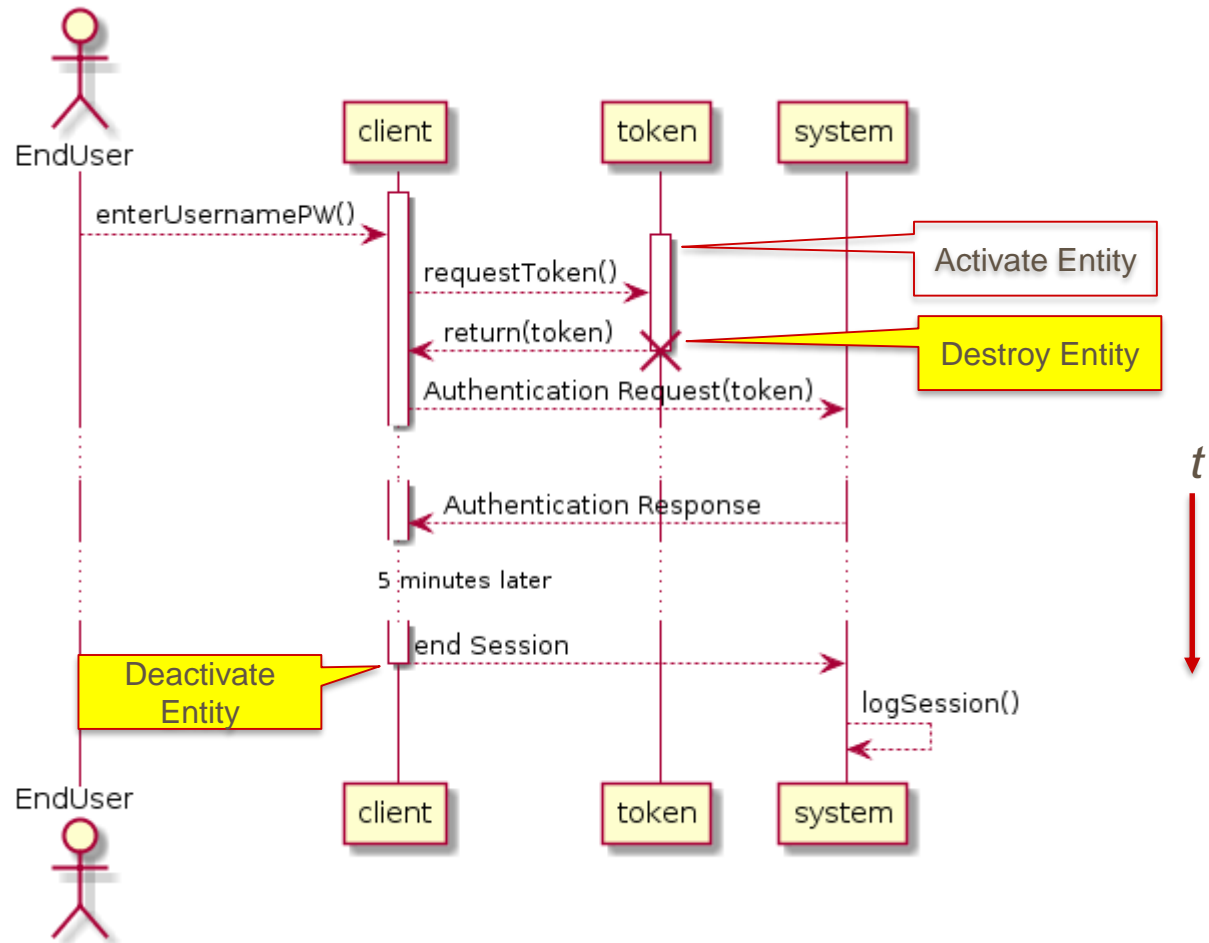 EndUser
client
token
system
enterUsernamePW()
Activate Entity
requestToken()
return(token)
Destroy Entity
Authentication Request(token)
t
Authentication Response
5 minutes later
end Session
Deactivate
Entity
logSession()
EndUser
client
token
system